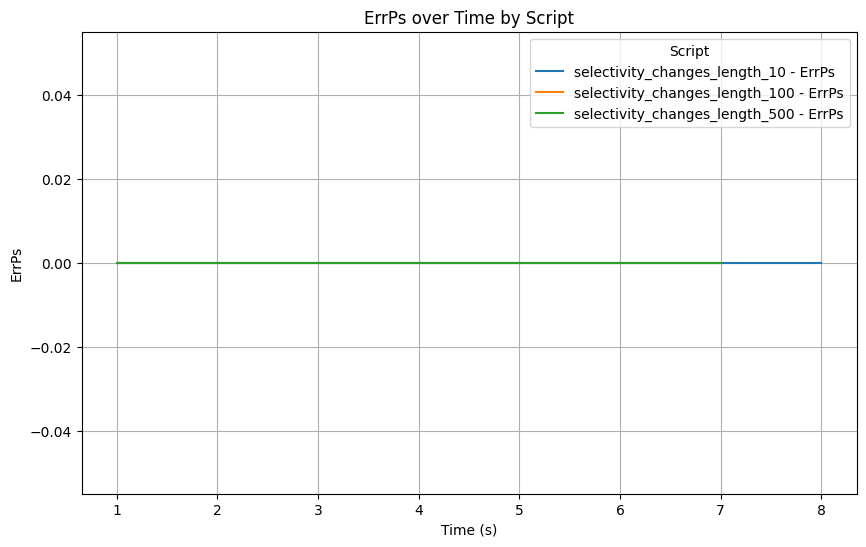 ErrPs over Time by Script
Script
selectivity_changes_length_10 - ErrPs
selectivity_changes_length_100 - ErrPs
selectivity_changes_length_500 - ErrPs
0.04
0.02
0.00
−0.02
−0.04
ErrPs
1 2 3 4 5 6 7 8
Time (s)